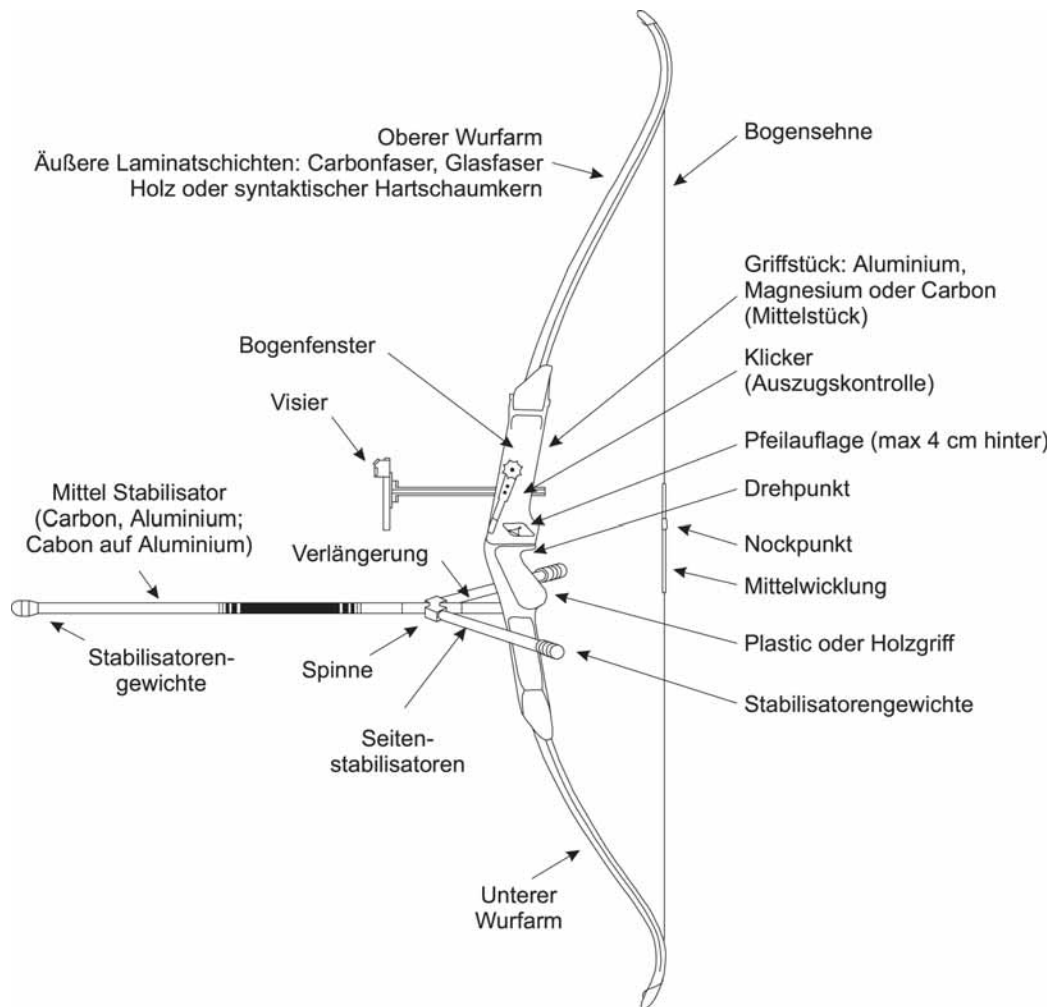 Oberer Wurfarm
Äußere Laminatschichten: Carbonfaser, Glasfaser
Holz oder syntaktischer Hartschaumkern
Bogensehne
Griffstück: Aluminium,
Magnesium oder Carbon
(Mittelstück)
Bogenfenster
Klicker
(Auszugskontrolle)
Visier
Pfeilauflage (max 4 cm hinter)
Mittel Stabilisator
(Carbon, Aluminium;
Cabon auf Aluminium)
Drehpunkt
Verlängerung
Nockpunkt
Mittelwicklung
Stabilisatoren-
gewichte
Spinne
Plastic oder Holzgriff
Stabilisatorengewichte
Seiten-
stabilisatoren
Unterer
Wurfarm